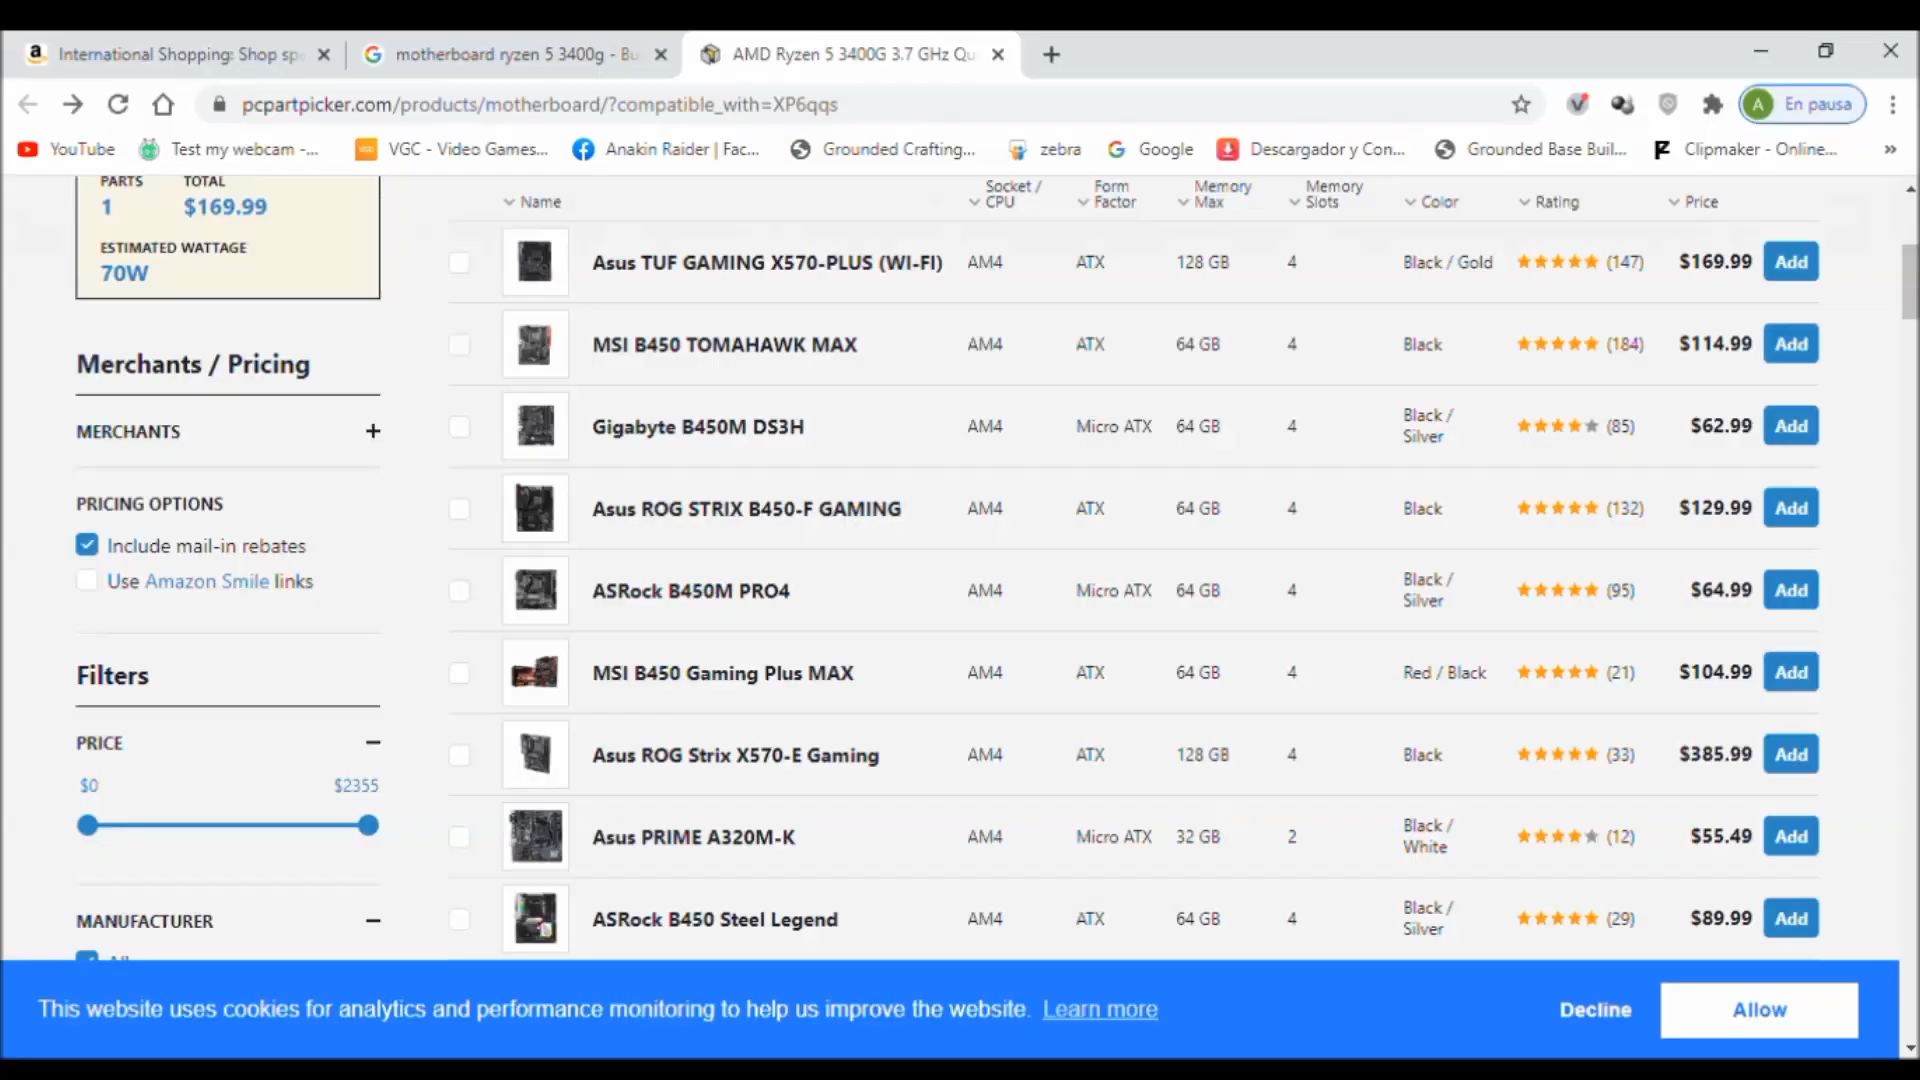 International Shopping: Shop spe
motherboard ryzen 5 3400g - Bu
AMD Ryzen 5 3400G 3.7 GHz Qu
pcpartpicker.com/products/motherboard/?compatible_with=XP6qqs
A En pausa
YouTube
Test my webcam -...
VGC - Video Games...
Anakin Raider | Fac...
Grounded Crafting...
zebra
Google
Descargador y Con...
Grounded Base Buil...
Clipmaker - Online...
»
PARTS TOTAL
1 $169.99
ESTIMATED WATTAGE
70W
Merchants / Pricing
MERCHANTS +
PRICING OPTIONS
Include mail-in rebates
Use Amazon Smile links
Filters
PRICE
$0 $2355
MANUFACTURER
Name Socket / CPU Form Factor Memory Max Memory Slots Color Rating Price
Asus TUF GAMING X570-PLUS (WI-FI) AM4 ATX 128 GB 4 Black / Gold (147) $169.99 Add
MSI B450 TOMAHAWK MAX AM4 ATX 64 GB 4 Black (184) $114.99 Add
Gigabyte B450M DS3H AM4 Micro ATX 64 GB 4 Black / Silver (85) $62.99 Add
Asus ROG STRIX B450-F GAMING AM4 ATX 64 GB 4 Black (132) $129.99 Add
ASRock B450M PRO4 AM4 Micro ATX 64 GB 4 Black / Silver (95) $64.99 Add
MSI B450 Gaming Plus MAX AM4 ATX 64 GB 4 Red / Black (21) $104.99 Add
Asus ROG Strix X570-E Gaming AM4 ATX 128 GB 4 Black (33) $385.99 Add
Asus PRIME A320M-K AM4 Micro ATX 32 GB 2 Black / White (12) $55.49 Add
ASRock B450 Steel Legend AM4 ATX 64 GB 4 Black / Silver (29) $89.99 Add
This website uses cookies for analytics and performance monitoring to help us improve the website. Learn more
Decline
Allow